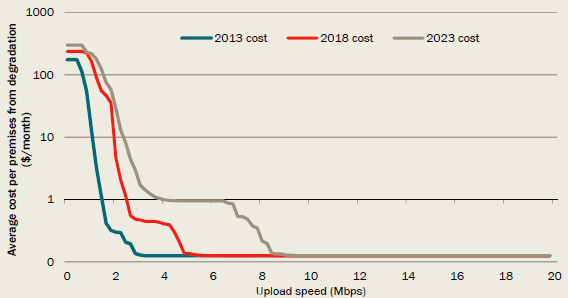 Average cost per premises from degradation
($/month)
1000
100
10
1
0
2013 cost
2018 cost
2023 cost
0 2 4 6 8 10 12 14 16 18 20
Upload speed (Mbps)